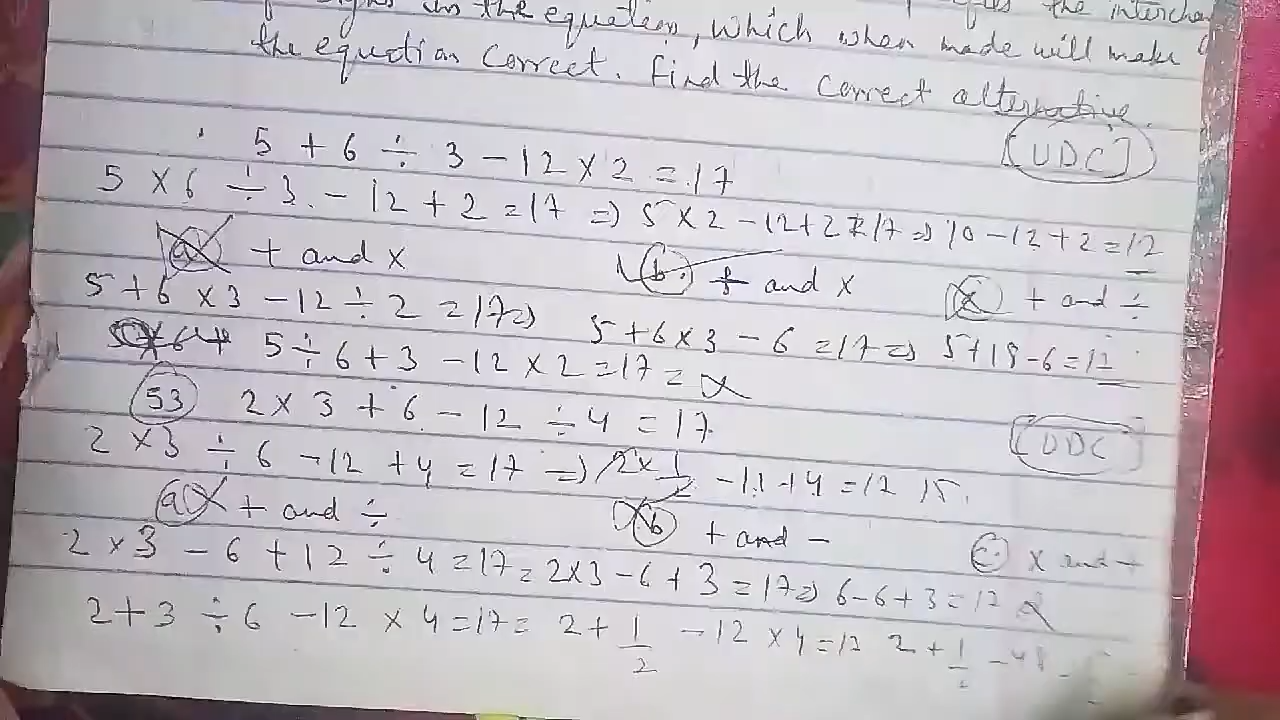 in the equation, which when made will make
the equation correct. Find the correct alternative.
[UDC]
5 + 6 ÷ 3 - 12 × 2 = 17
5 × 6 ÷ 3 - 12 + 2 = 17 => 5 × 2 - 12 + 2 = 17 => 10 - 12 + 2 = 12
(a) + and × (b.) ÷ and × + and ÷
5 + 6 × 3 - 12 ÷ 2 = 17 => 5 + 6 × 3 - 6 = 17 => 5 + 18 - 6 = 17
5 ÷ 6 + 3 - 12 × 2 = 17 =
(53) 2 × 3 + 6 - 12 ÷ 4 = 17
[UDC]
2 × 3 ÷ 6 - 12 + 4 = 17 => 2 × 1/2
(a) + and ÷ (b) + and - (c) × and +
2 × 3 - 6 + 12 ÷ 4 = 17 = 2 × 3 - 6 + 3 = 17 => 6 - 6 + 3 = 17
2 + 3 ÷ 6 - 12 × 4 = 17 = 2 + 1/2 - 12 × 4 = 17 2 + 1/2 - 48